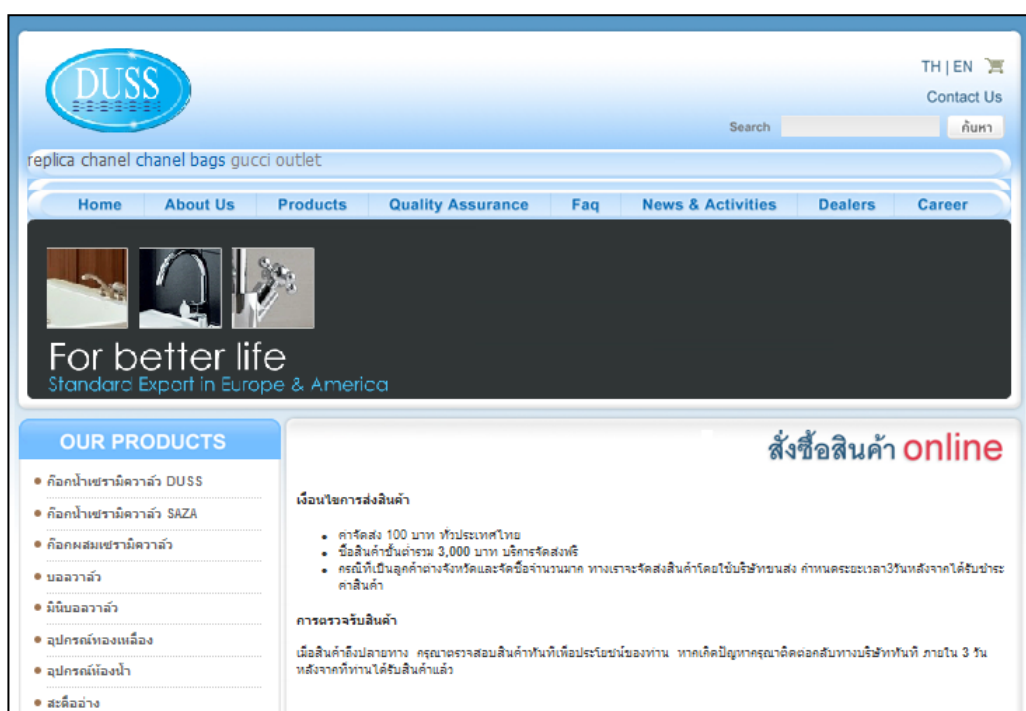 DUSS
TH | EN
Contact Us
Search
ค้นหา
replica chanel chanel bags gucci outlet
Home About Us Products Quality Assurance Faq News & Activities Dealers Career
For better life
Standard Export in Europe & America
OUR PRODUCTS
ก๊อกน้ำเซรามิควาล์ว DUSS
ก๊อกน้ำเซรามิควาล์ว SAZA
ก๊อกผสมเซรามิควาล์ว
บอลวาล์ว
มินิบอลวาล์ว
อุปกรณ์ทองเหลือง
อุปกรณ์ห้องน้ำ
สะดืออ่าง
สั่งซื้อสินค้า online
เงื่อนไขการส่งสินค้า
ค่าจัดส่ง 100 บาท ทั่วประเทศไทย
ซื้อสินค้าขั้นต่ำรวม 3,000 บาท บริการจัดส่งฟรี
กรณีที่เป็นลูกค้าต่างจังหวัดและจัดซื้อจำนวนมาก ทางเราจะจัดส่งสินค้าโดยใช้บริษัทขนส่ง กำหนดระยะเวลา3วันหลังจากได้รับชำระ
ค่าสินค้า
การตรวจรับสินค้า
เมื่อสินค้าถึงปลายทาง กรุณาตรวจสอบสินค้าทันทีเพื่อประโยชน์ของท่าน หากเกิดปัญหากรุณาติดต่อกลับทางบริษัททันที ภายใน 3 วัน
หลังจากที่ท่านได้รับสินค้าแล้ว